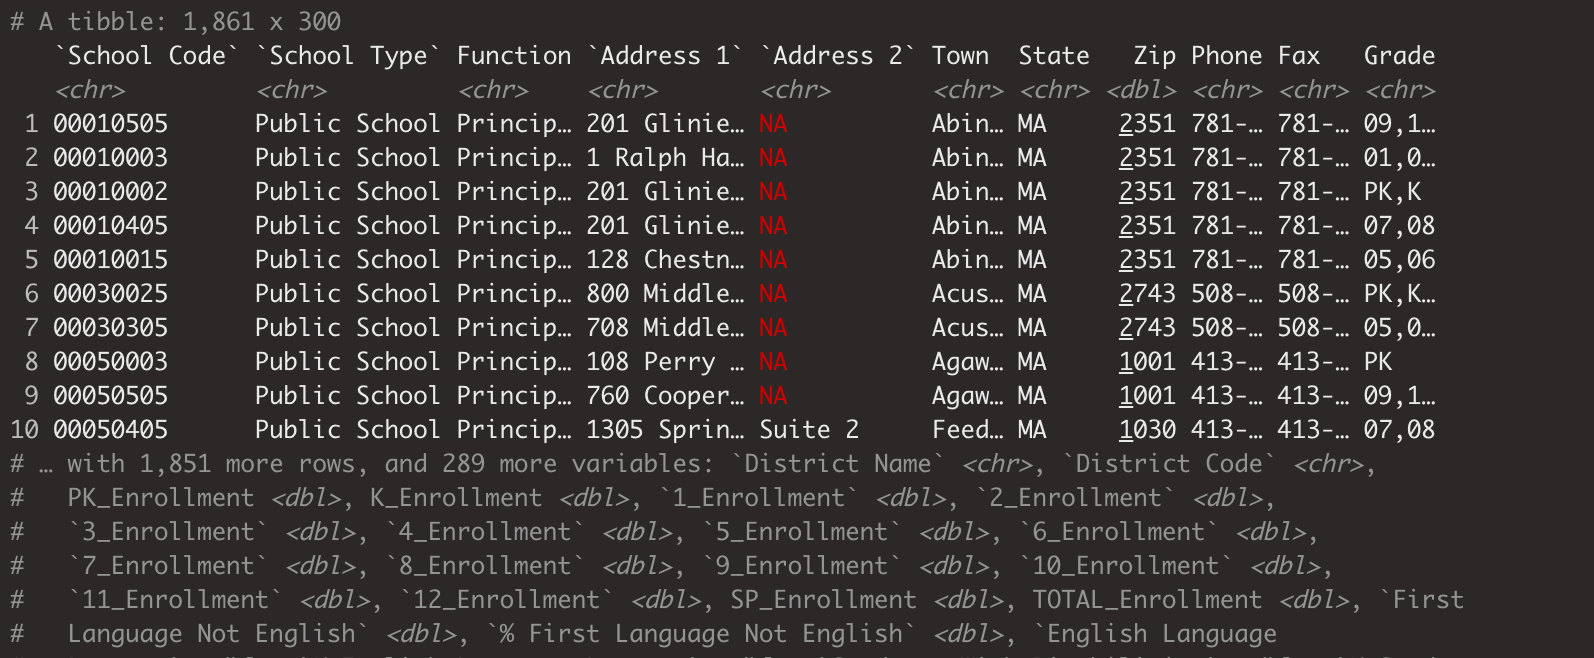 # A tibble: 1,861 x 300
`School Code` `School Type` Function `Address 1` `Address 2` Town State Zip Phone Fax Grade
<chr> <chr> <chr> <chr> <chr> <chr> <chr> <dbl> <chr> <chr> <chr>
1 00010505 Public School Princip… 201 Glinie… NA Abin… MA 2351 781-… 781-… 09,1…
2 00010003 Public School Princip… 1 Ralph Ha… NA Abin… MA 2351 781-… 781-… 01,0…
3 00010002 Public School Princip… 201 Glinie… NA Abin… MA 2351 781-… 781-… PK,K
4 00010405 Public School Princip… 201 Glinie… NA Abin… MA 2351 781-… 781-… 07,08
5 00010015 Public School Princip… 128 Chestn… NA Abin… MA 2351 781-… 781-… 05,06
6 00030025 Public School Princip… 800 Middle… NA Acus… MA 2743 508-… 508-… PK,K…
7 00030305 Public School Princip… 708 Middle… NA Acus… MA 2743 508-… 508-… 05,0…
8 00050003 Public School Princip… 108 Perry … NA Agaw… MA 1001 413-… 413-… PK
9 00050505 Public School Princip… 760 Cooper… NA Agaw… MA 1001 413-… 413-… 09,1…
10 00050405 Public School Princip… 1305 Sprin… Suite 2 Feed… MA 1030 413-… 413-… 07,08
# … with 1,851 more rows, and 289 more variables: `District Name` <chr>, `District Code` <chr>,
# PK_Enrollment <dbl>, K_Enrollment <dbl>, `1_Enrollment` <dbl>, `2_Enrollment` <dbl>,
# `3_Enrollment` <dbl>, `4_Enrollment` <dbl>, `5_Enrollment` <dbl>, `6_Enrollment` <dbl>,
# `7_Enrollment` <dbl>, `8_Enrollment` <dbl>, `9_Enrollment` <dbl>, `10_Enrollment` <dbl>,
# `11_Enrollment` <dbl>, `12_Enrollment` <dbl>, SP_Enrollment <dbl>, TOTAL_Enrollment <dbl>, `First
# Language Not English` <dbl>, `% First Language Not English` <dbl>, `English Language